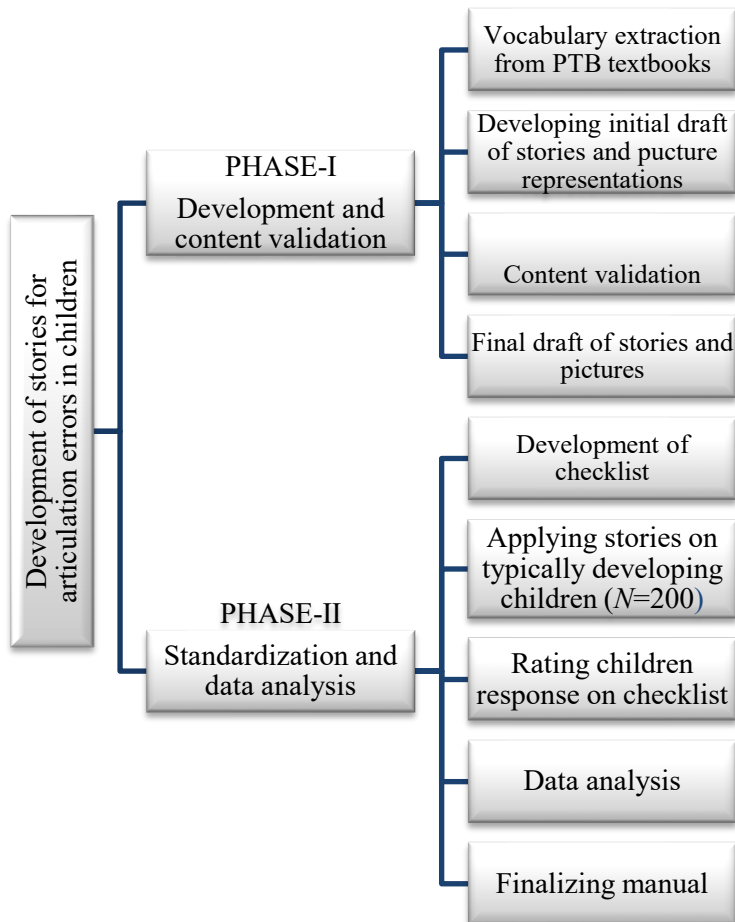 Development of stories for
articulation errors in children
PHASE-I
Development and
content validation
Vocabulary extraction
from PTB textbooks
Developing initial draft
of stories and pucture
representations
Content validation
Final draft of stories and
pictures
PHASE-II
Standardization and
data analysis
Development of
checklist
Applying stories on
typically developing
children (N=200)
Rating children
response on checklist
Data analysis
Finalizing manual